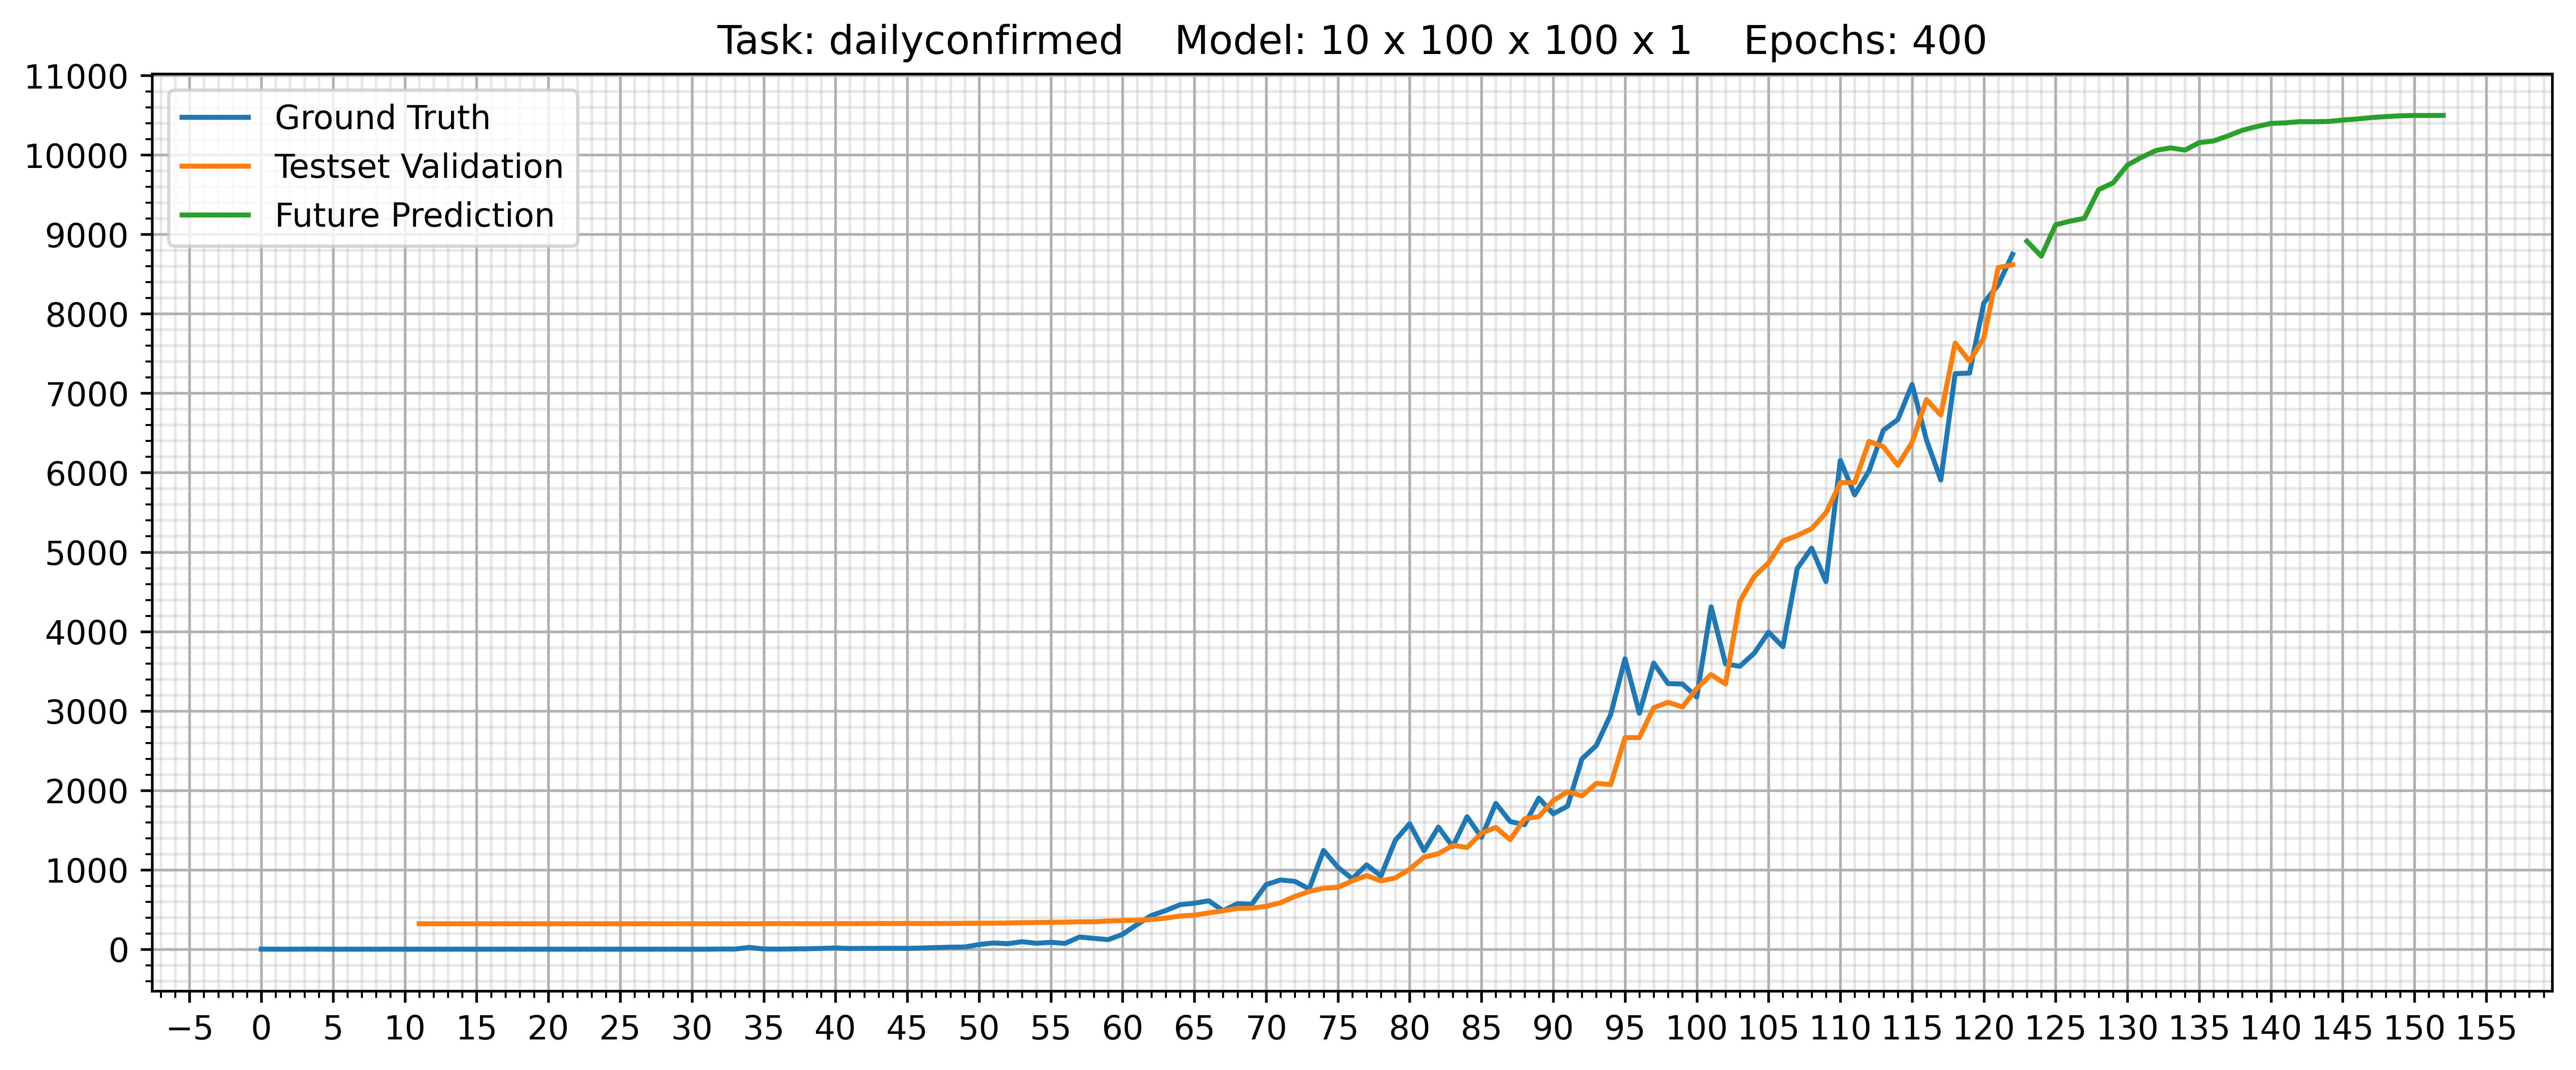 Task: dailyconfirmed    Model: 10 x 100 x 100 x 1    Epochs: 400
11000
10000
9000
8000
7000
6000
5000
4000
3000
2000
1000
0
Ground Truth
Testset Validation
Future Prediction
−5 0 5 10 15 20 25 30 35 40 45 50 55 60 65 70 75 80 85 90 95 100 105 110 115 120 125 130 135 140 145 150 155